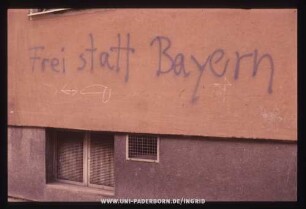 Frei statt Bayern
WWW.UNI-PADERBORN.DE/INGRID